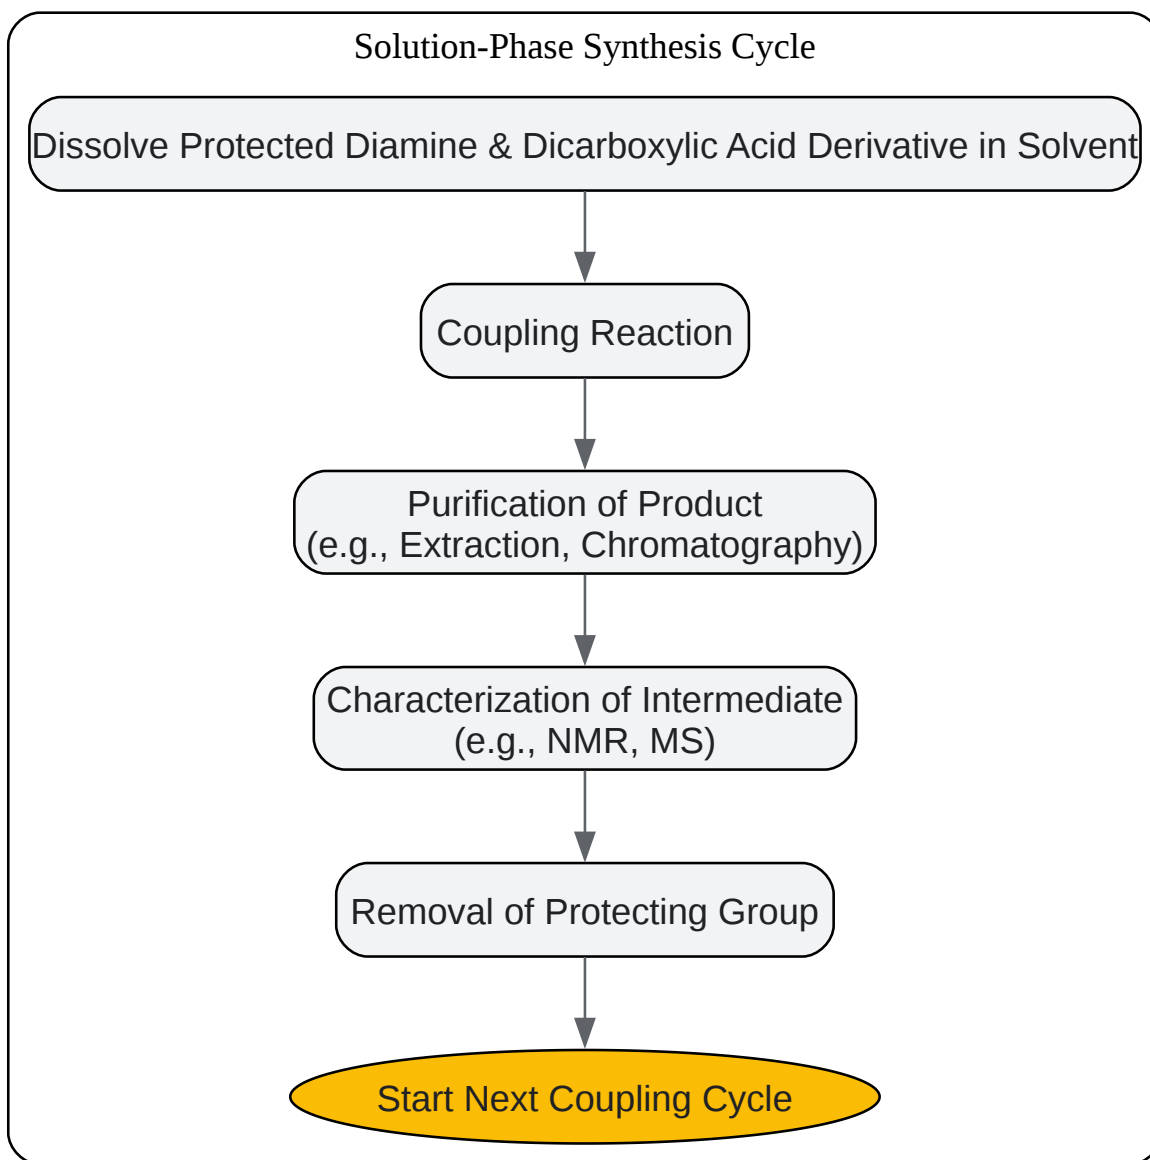 Solution-Phase Synthesis Cycle
Dissolve Protected Diamine & Dicarboxylic Acid Derivative in Solvent
Coupling Reaction
Purification of Product
(e.g., Extraction, Chromatography)
Characterization of Intermediate
(e.g., NMR, MS)
Removal of Protecting Group
Start Next Coupling Cycle